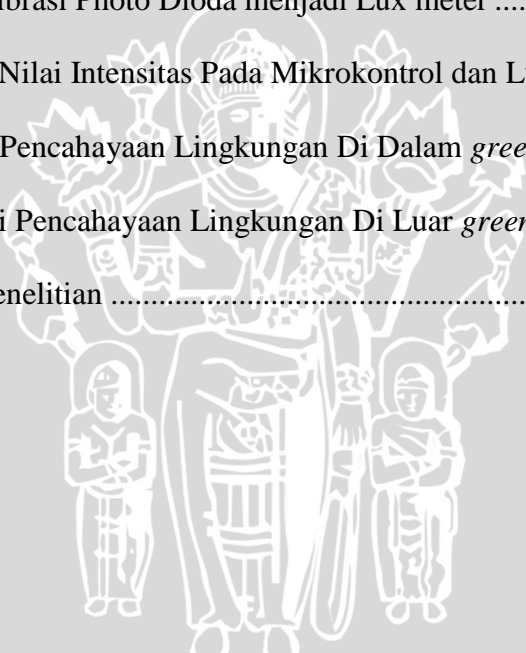 brasi Photo Dioda menjadi Lux meter ....
Nilai Intensitas Pada Mikrokontrol dan L
Pencahayaan Lingkungan Di Dalam gree
i Pencahayaan Lingkungan Di Luar green
enelitian ..................................................